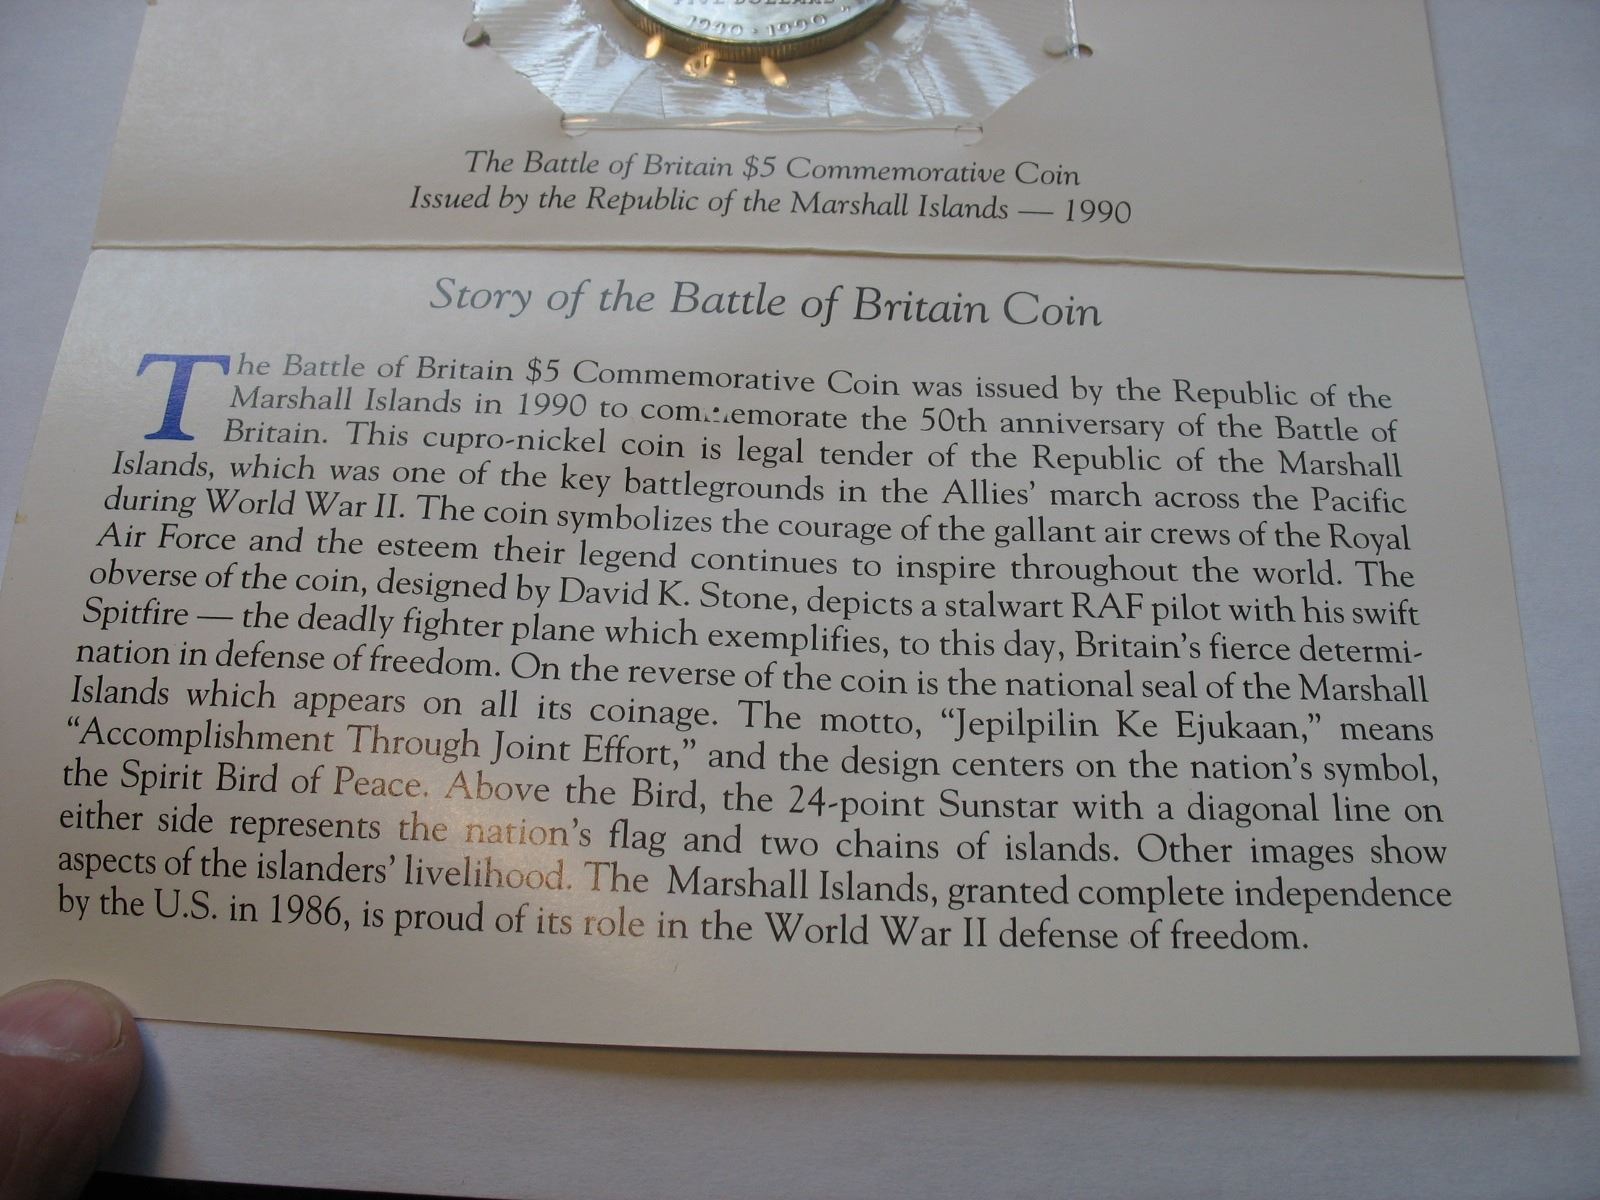 FIVE DOLLARS
1940 • 1990
The Battle of Britain $5 Commemorative Coin
Issued by the Republic of the Marshall Islands — 1990
Story of the Battle of Britain Coin
The Battle of Britain $5 Commemorative Coin was issued by the Republic of the
Marshall Islands in 1990 to commemorate the 50th anniversary of the Battle of
Britain. This cupro-nickel coin is legal tender of the Republic of the Marshall
Islands, which was one of the key battlegrounds in the Allies' march across the Pacific
during World War II. The coin symbolizes the courage of the gallant air crews of the Royal
Air Force and the esteem their legend continues to inspire throughout the world. The
obverse of the coin, designed by David K. Stone, depicts a stalwart RAF pilot with his swift
Spitfire — the deadly fighter plane which exemplifies, to this day, Britain's fierce determi-
nation in defense of freedom. On the reverse of the coin is the national seal of the Marshall
Islands which appears on all its coinage. The motto, “Jepilpilin Ke Ejukaan,” means
“Accomplishment Through Joint Effort,” and the design centers on the nation's symbol,
the Spirit Bird of Peace. Above the Bird, the 24-point Sunstar with a diagonal line on
either side represents the nation's flag and two chains of islands. Other images show
aspects of the islanders' livelihood. The Marshall Islands, granted complete independence
by the U.S. in 1986, is proud of its role in the World War II defense of freedom.